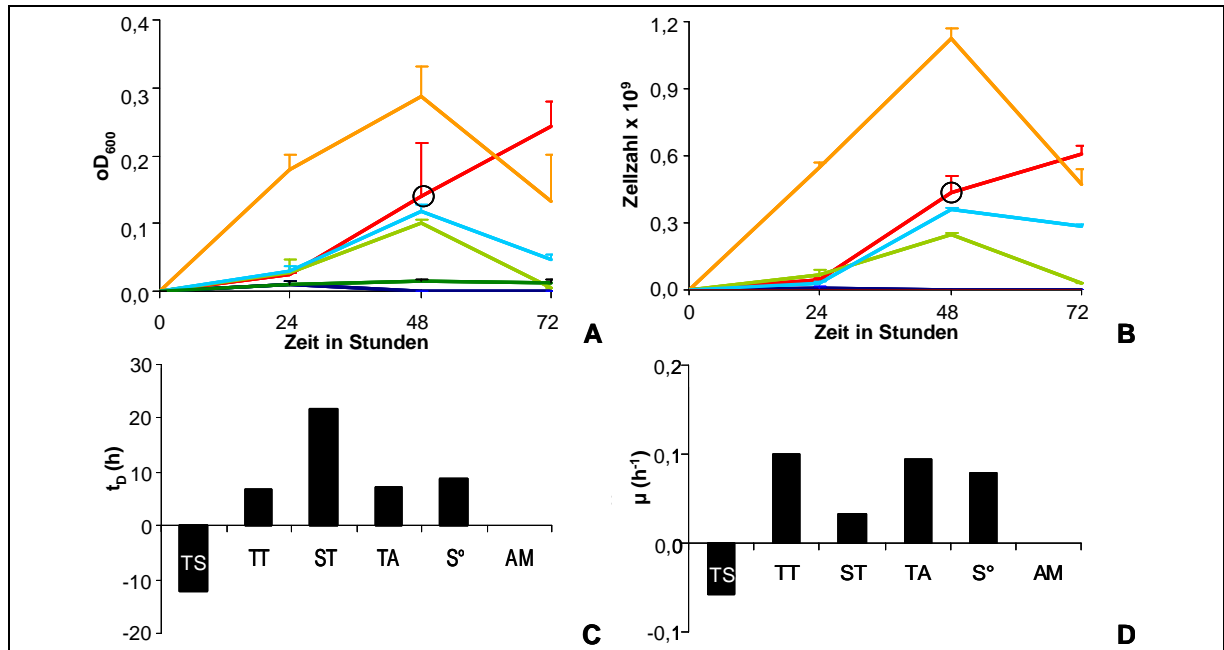 0,4
0,3
0,2
0,1
0,0
oD600
0 24 48 72
Zeit in Stunden
A
1,2
0,9
0,6
0,3
0,0
Zellzahl x 10⁹
0 24 48 72
Zeit in Stunden
B
30
20
10
0
-10
-20
tD (h)
TS TT ST TA S° AM
C
0,2
0,1
0,0
-0,1
µ (h⁻¹)
TS TT ST TA S° AM
D